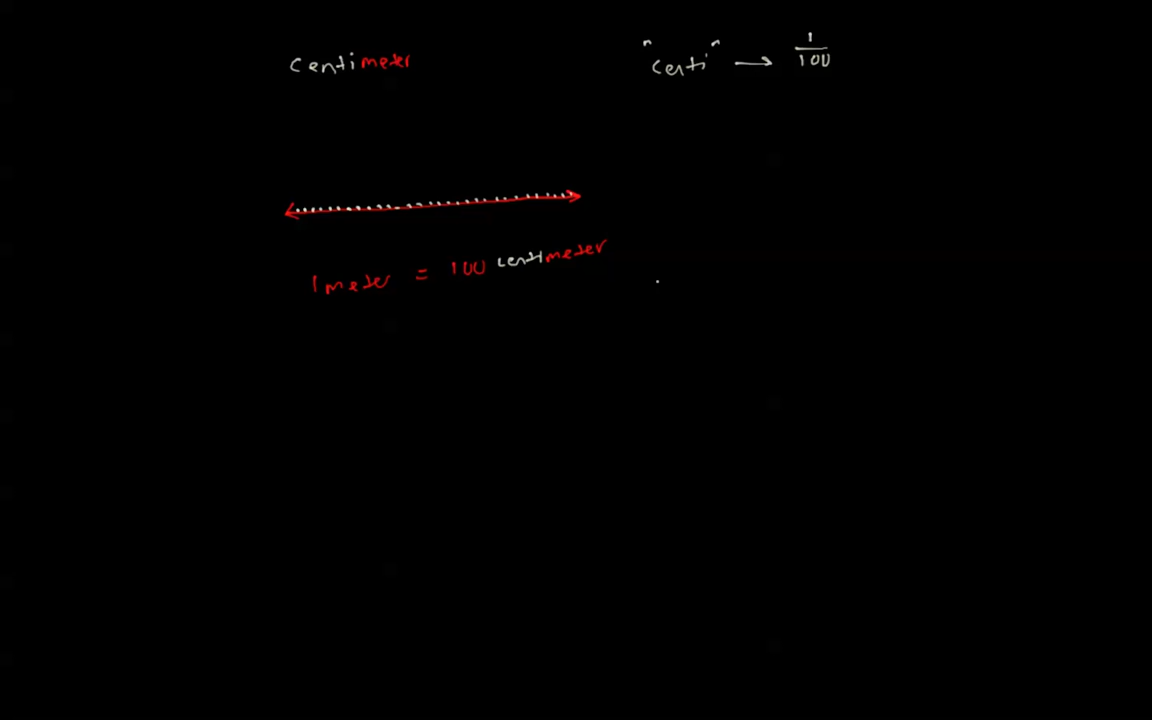 centimeter
"centi" → 1/100
1 meter = 100 centimeter